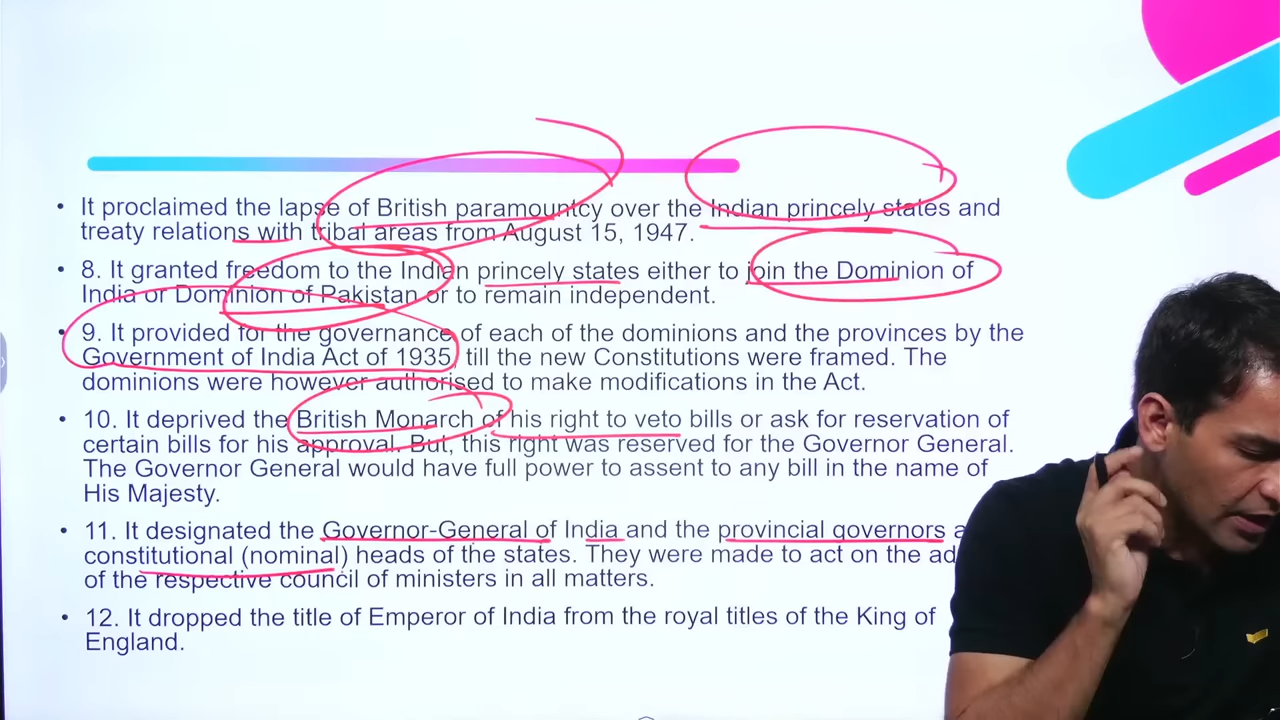 • It proclaimed the lapse of British paramountcy over the Indian princely states and
treaty relations with tribal areas from August 15, 1947.
• 8. It granted freedom to the Indian princely states either to join the Dominion of
India or Dominion of Pakistan or to remain independent.
• 9. It provided for the governance of each of the dominions and the provinces by the
Government of India Act of 1935 till the new Constitutions were framed. The
dominions were however authorised to make modifications in the Act.
• 10. It deprived the British Monarch of his right to veto bills or ask for reservation of
certain bills for his approval. But, this right was reserved for the Governor General.
The Governor General would have full power to assent to any bill in the name of
His Majesty.
• 11. It designated the Governor-General of India and the provincial governors
constitutional (nominal) heads of the states. They were made to act on the
of the respective council of ministers in all matters.
• 12. It dropped the title of Emperor of India from the royal titles of the King of
England.